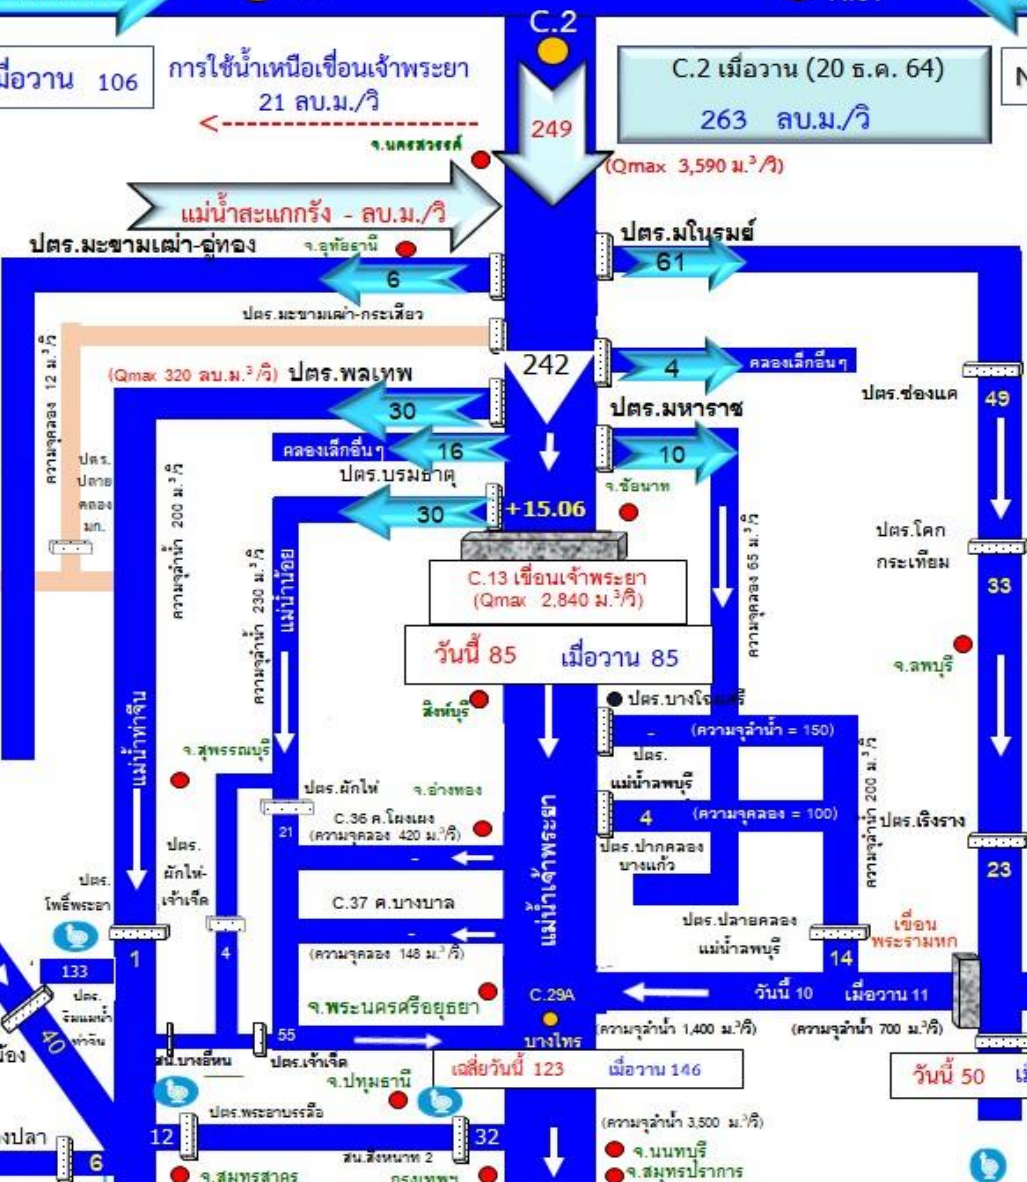 C.2
มื่อวาน 106
การใช้น้ำเหนือเขื่อนเจ้าพระยา
21 ลบ.ม./วิ
C.2 เมื่อวาน (20 ธ.ค. 64)
263 ลบ.ม./วิ
249
จ.นครสวรรค์
(Qmax 3,590 ม.³/วิ)
แม่น้ำสะแกกรัง - ลบ.ม./วิ
ปตร.มะขามเฒ่า-อู่ทอง
จ.อุทัยธานี
ปตร.มโนรมย์
6
61
ปตร.มะขามเฒ่า-กระเสียว
ความจุคลอง 12 ม.³/วิ
242
4
คลองเล็กอื่นๆ
(Qmax 320 ลบ.ม.³/วิ) ปตร.พลเทพ
30
ปตร.ช่องแค
49
ปตร.มหาราช
คลองเล็กอื่นๆ
16
10
ปตร.
ปลาย
คลอง
มก.
ปตร.บรมธาตุ
30
+15.06
จ.ชัยนาท
ความจุลำน้ำ 200 ม.³/วิ
ความจุลำน้ำ 230 ม.³/วิ
แม่น้ำน้อย
ความจุคลอง 65 ม.³/วิ
ปตร.โคก
กระเทียม
33
C.13 เขื่อนเจ้าพระยา
(Qmax 2,840 ม.³/วิ)
วันนี้ 85 เมื่อวาน 85
จ.ลพบุรี
สิงห์บุรี
ปตร.บางโฉมศรี
แม่น้ำท่าจีน
จ.สุพรรณบุรี
- (ความจุลำน้ำ = 150)
ปตร.
แม่น้ำลพบุรี
ความจุลำน้ำ 200 ม.³/วิ
ปตร.ผักไห่
จ.อ่างทอง
21
C.36 ค.โผงเผง
(ความจุคลอง 420 ม.³/วิ)
-
4
(ความจุคลอง = 100)
ปตร.ปากคลอง
บางแก้ว
ปตร.เริงราง
23
แม่น้ำเจ้าพระยา
ปตร.
ผักไห่-
เจ้าเจ็ด
ปตร.
โพธิ์พระยา
C.37 ค.บางบาล
-
(ความจุคลอง 148 ม.³/วิ)
ปตร.ปลายคลอง
แม่น้ำลพบุรี
เขื่อน
พระรามหก
1
4
14
133
จ.พระนครศรีอยุธยา
C.29A
วันนี้ 10 เมื่อวาน 11
40
55
บางไทร
(ความจุลำน้ำ 1,400 ม.³/วิ)
(ความจุลำน้ำ 700 ม.³/วิ)
สน.บางยี่หน
ปตร.เจ้าเจ็ด
เฉลี่ยวันนี้ 123 เมื่อวาน 146
วันนี้ 50
จ.ปทุมธานี
ปตร.พระยาบรรลือ
12
32
(ความจุลำน้ำ 3,500 ม.³/วิ)
6
สน.สิงหนาท 2
จ.นนทบุรี
จ.สมุทรสาคร
กรุงเทพฯ
จ.สมุทรปราการ